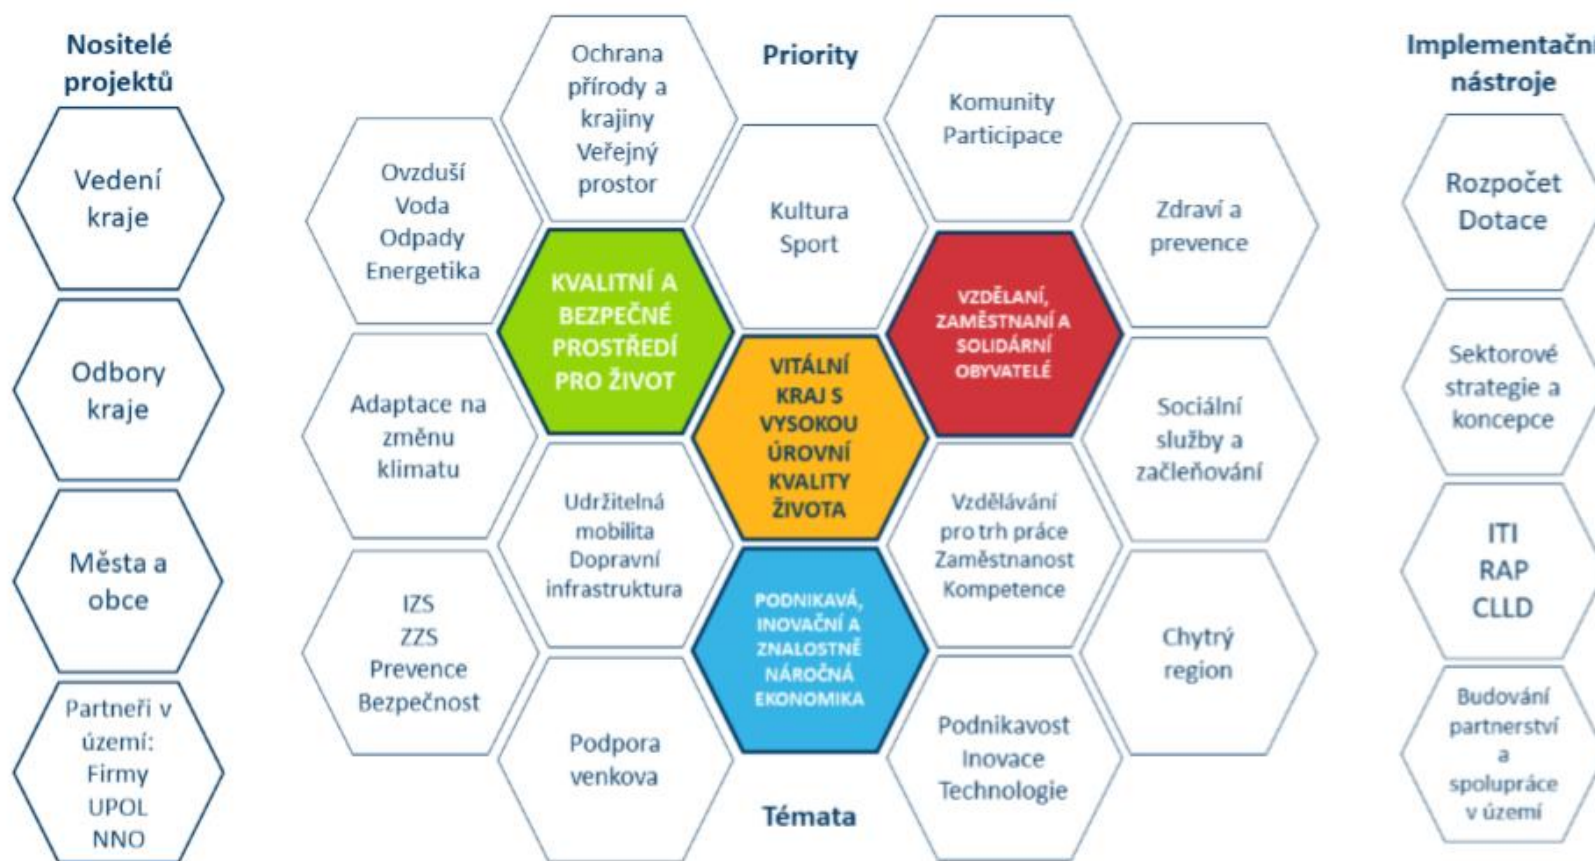 Nositelé
projektů
Vedení
kraje
Odbory
kraje
Města a
obce
Partneři v
území:
Firmy
UPOL
NNO
Priority
Ochrana
přírody a
krajiny
Veřejný
prostor
Komunity
Participace
Ovzduší
Voda
Odpady
Energetika
Kultura
Sport
Zdraví a
prevence
KVALITNÍ A
BEZPEČNÉ
PROSTŘEDÍ
PRO ŽIVOT
VZDĚLANÍ,
ZAMĚSTNANÍ A
SOLIDÁRNÍ
OBYVATELÉ
VITÁLNÍ
KRAJ S
VYSOKOU
ÚROVNÍ
KVALITY
ŽIVOTA
Adaptace na
změnu
klimatu
Sociální
služby a
začleňování
Udržitelná
mobilita
Dopravní
infrastruktura
Vzdělávání
pro trh práce
Zaměstnanost
Kompetence
IZS
ZZS
Prevence
Bezpečnost
PODNIKAVÁ,
INOVAČNÍ A
ZNALOSTNĚ
NÁROČNÁ
EKONOMIKA
Chytrý
region
Podpora
venkova
Podnikavost
Inovace
Technologie
Témata
Implementační
nástroje
Rozpočet
Dotace
Sektorové
strategie a
koncepce
ITI
RAP
CLLD
Budování
partnerství
a
spolupráce
v území